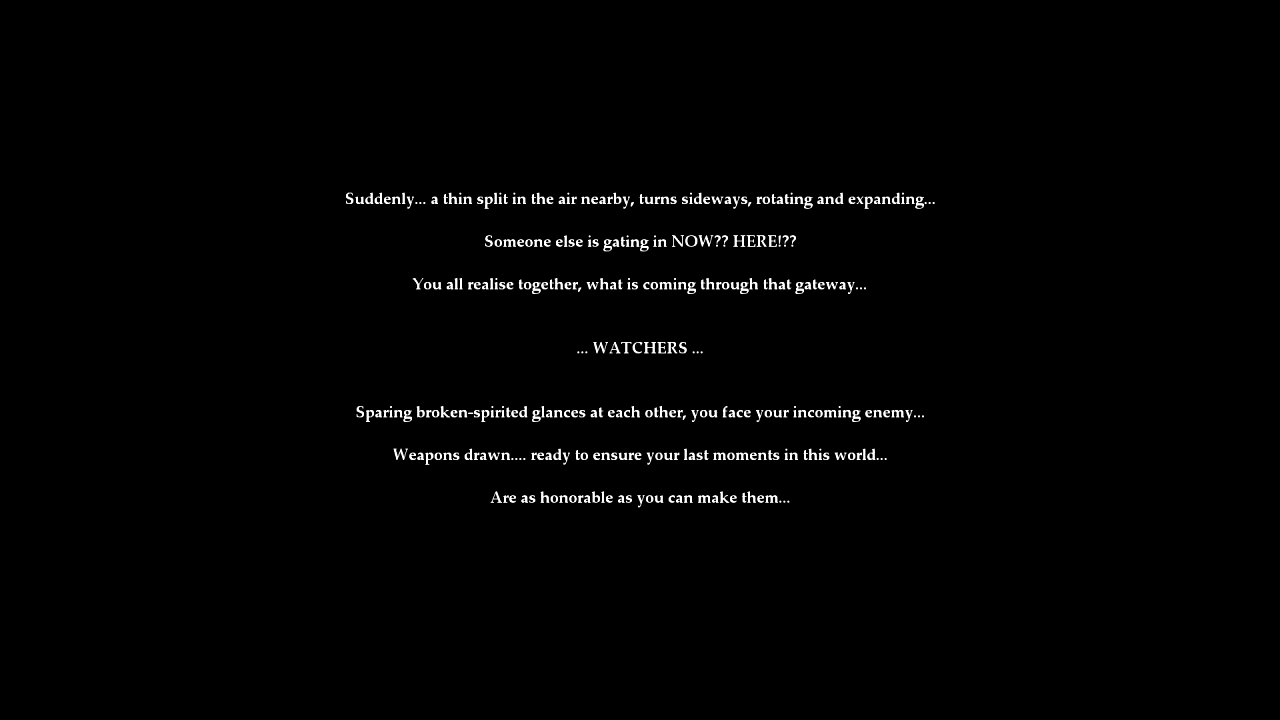 Suddenly... a thin split in the air nearby, turns sideways, rotating and expanding...
Someone else is gating in NOW?? HERE!??
You all realise together, what is coming through that gateway...
... WATCHERS ...
Sparing broken-spirited glances at each other, you face your incoming enemy...
Weapons drawn.... ready to ensure your last moments in this world...
Are as honorable as you can make them...